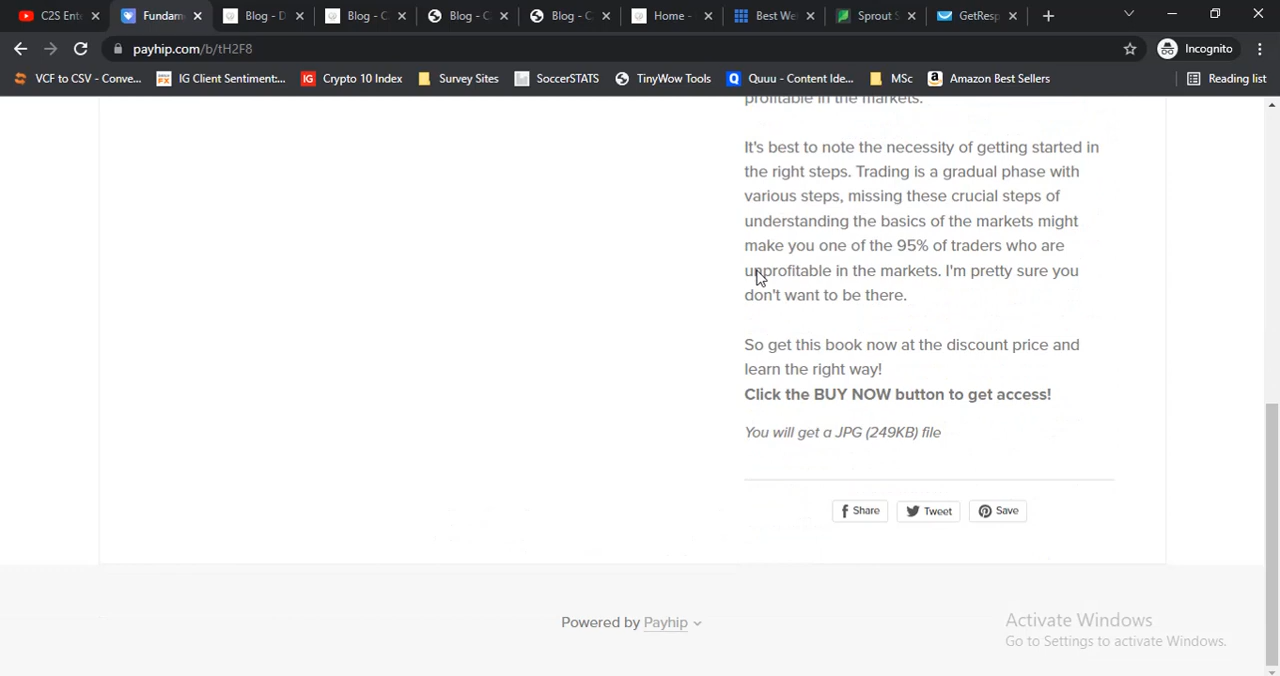 C2S Ente
Fundam
Blog - D
Blog - C
Blog - C
Blog - C
Home -
Best We
Sprout S
GetResp
payhip.com/b/tH2F8
Incognito
VCF to CSV - Conve...
IG Client Sentiment:...
Crypto 10 Index
Survey Sites
SoccerSTATS
TinyWow Tools
Quuu - Content Ide...
MSc
Amazon Best Sellers
Reading list
profitable in the markets.
It's best to note the necessity of getting started in
the right steps. Trading is a gradual phase with
various steps, missing these crucial steps of
understanding the basics of the markets might
make you one of the 95% of traders who are
unprofitable in the markets. I'm pretty sure you
don't want to be there.
So get this book now at the discount price and
learn the right way!
Click the BUY NOW button to get access!
You will get a JPG (249KB) file
Share
Tweet
Save
Powered by Payhip
Activate Windows
Go to Settings to activate Windows.